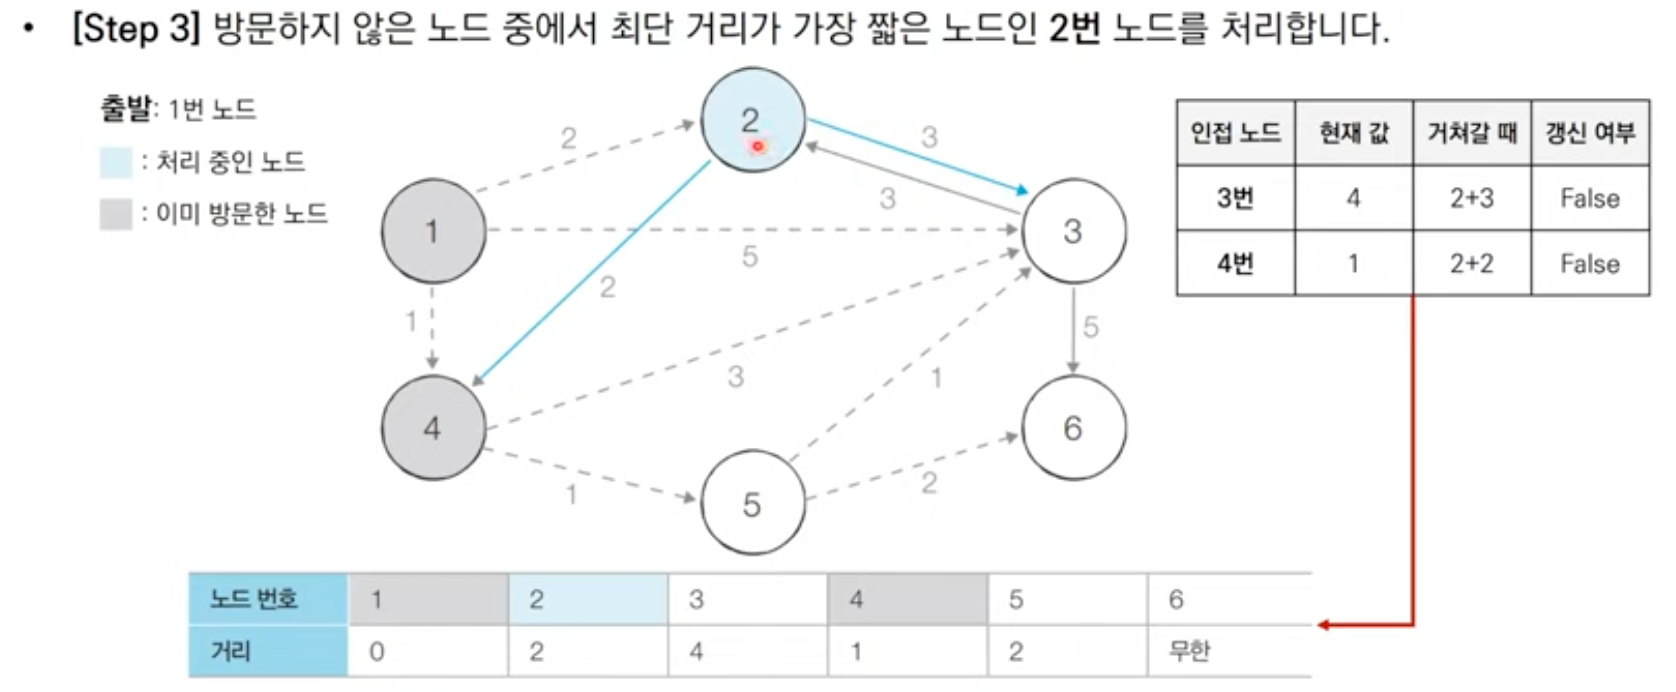 • [Step 3] 방문하지 않은 노드 중에서 최단 거리가 가장 짧은 노드인 2번 노드를 처리합니다.
출발: 1번 노드
: 처리 중인 노드
: 이미 방문한 노드
2
2
3
3
1
5
3
2
1
5
3
1
4
6
1
5
2
인접 노드 현재 값 거쳐갈 때 갱신 여부
3번 4 2+3 False
4번 1 2+2 False
노드 번호 1 2 3 4 5 6
거리 0 2 4 1 2 무한